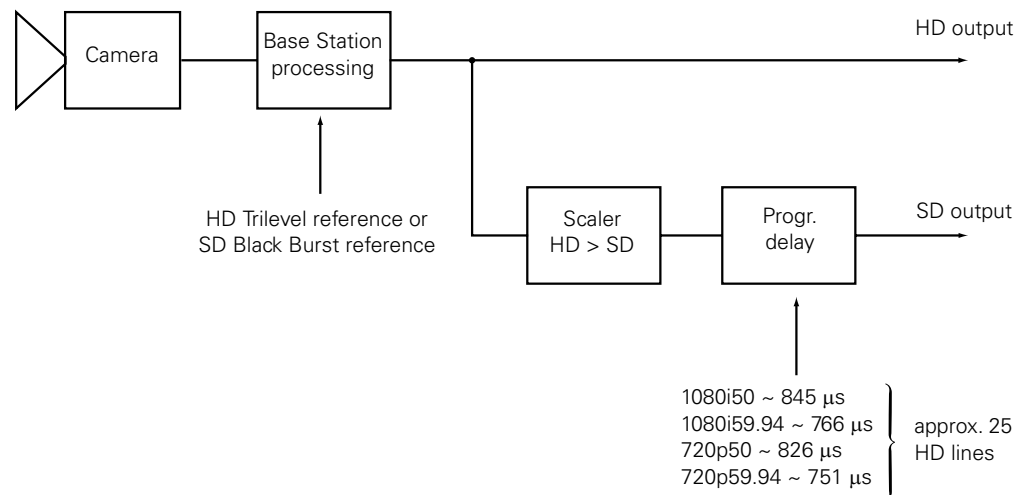 HD output
Camera
Base Station
processing
HD Trilevel reference or
SD Black Burst reference
Scaler
HD > SD
Progr.
delay
SD output
1080i50 ~ 845 μs
1080i59.94 ~ 766 μs
720p50 ~ 826 μs
720p59.94 ~ 751 μs
approx. 25
HD lines